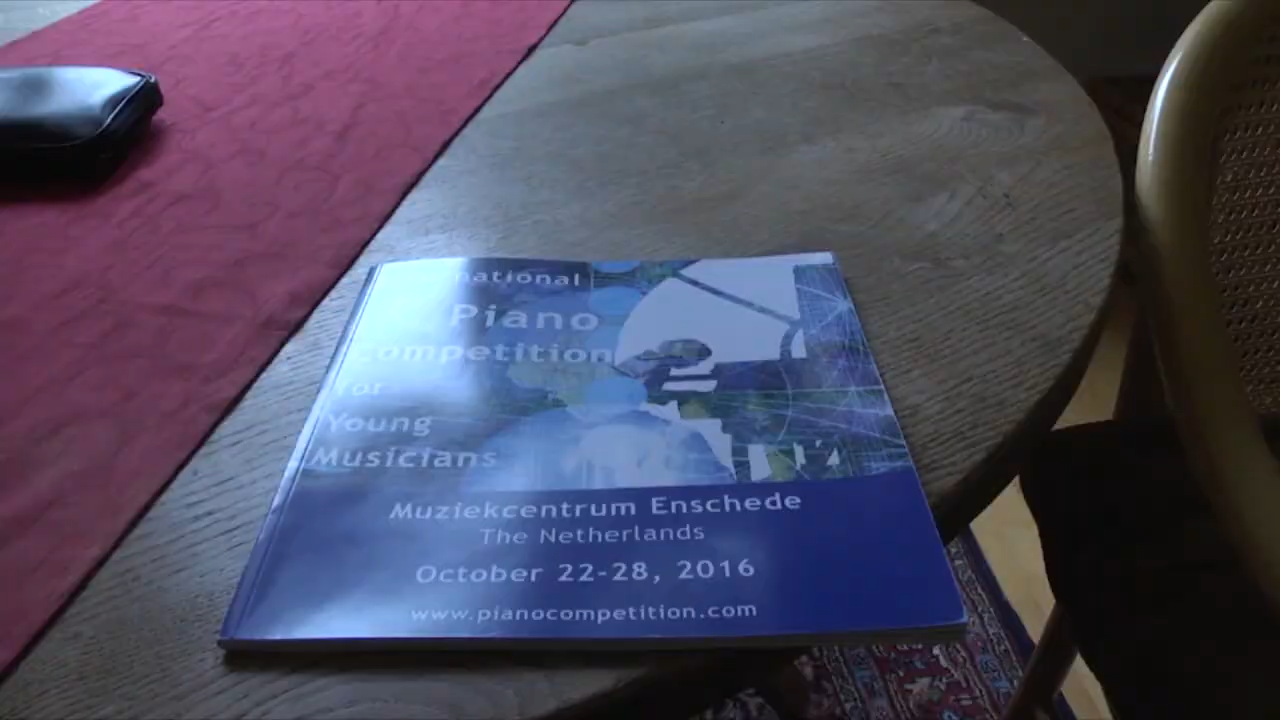 national
Piano
Competition
for
Young
Musicians
Muziekcentrum Enschede
The Netherlands
October 22-28, 2016
www.pianocompetition.com